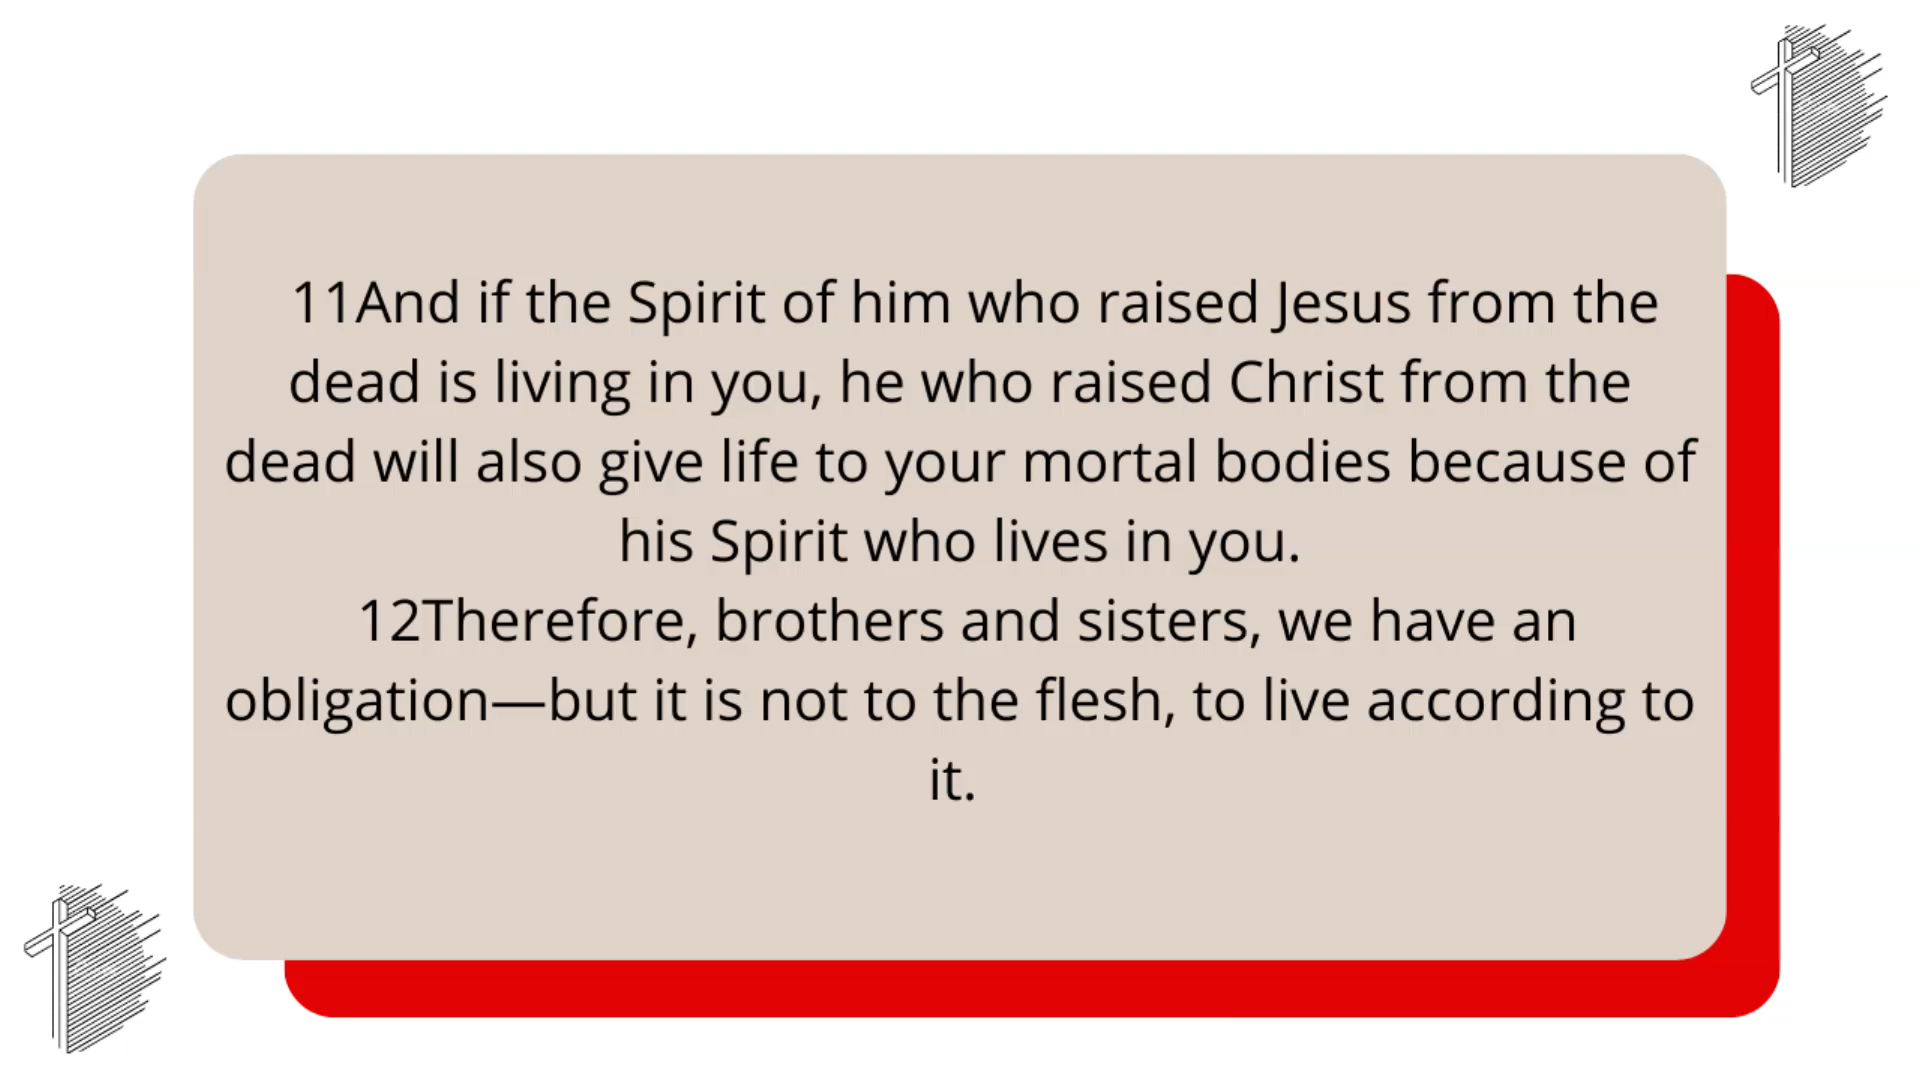 11And if the Spirit of him who raised Jesus from the
dead is living in you, he who raised Christ from the
dead will also give life to your mortal bodies because of
his Spirit who lives in you.
12Therefore, brothers and sisters, we have an
obligation—but it is not to the flesh, to live according to
it.